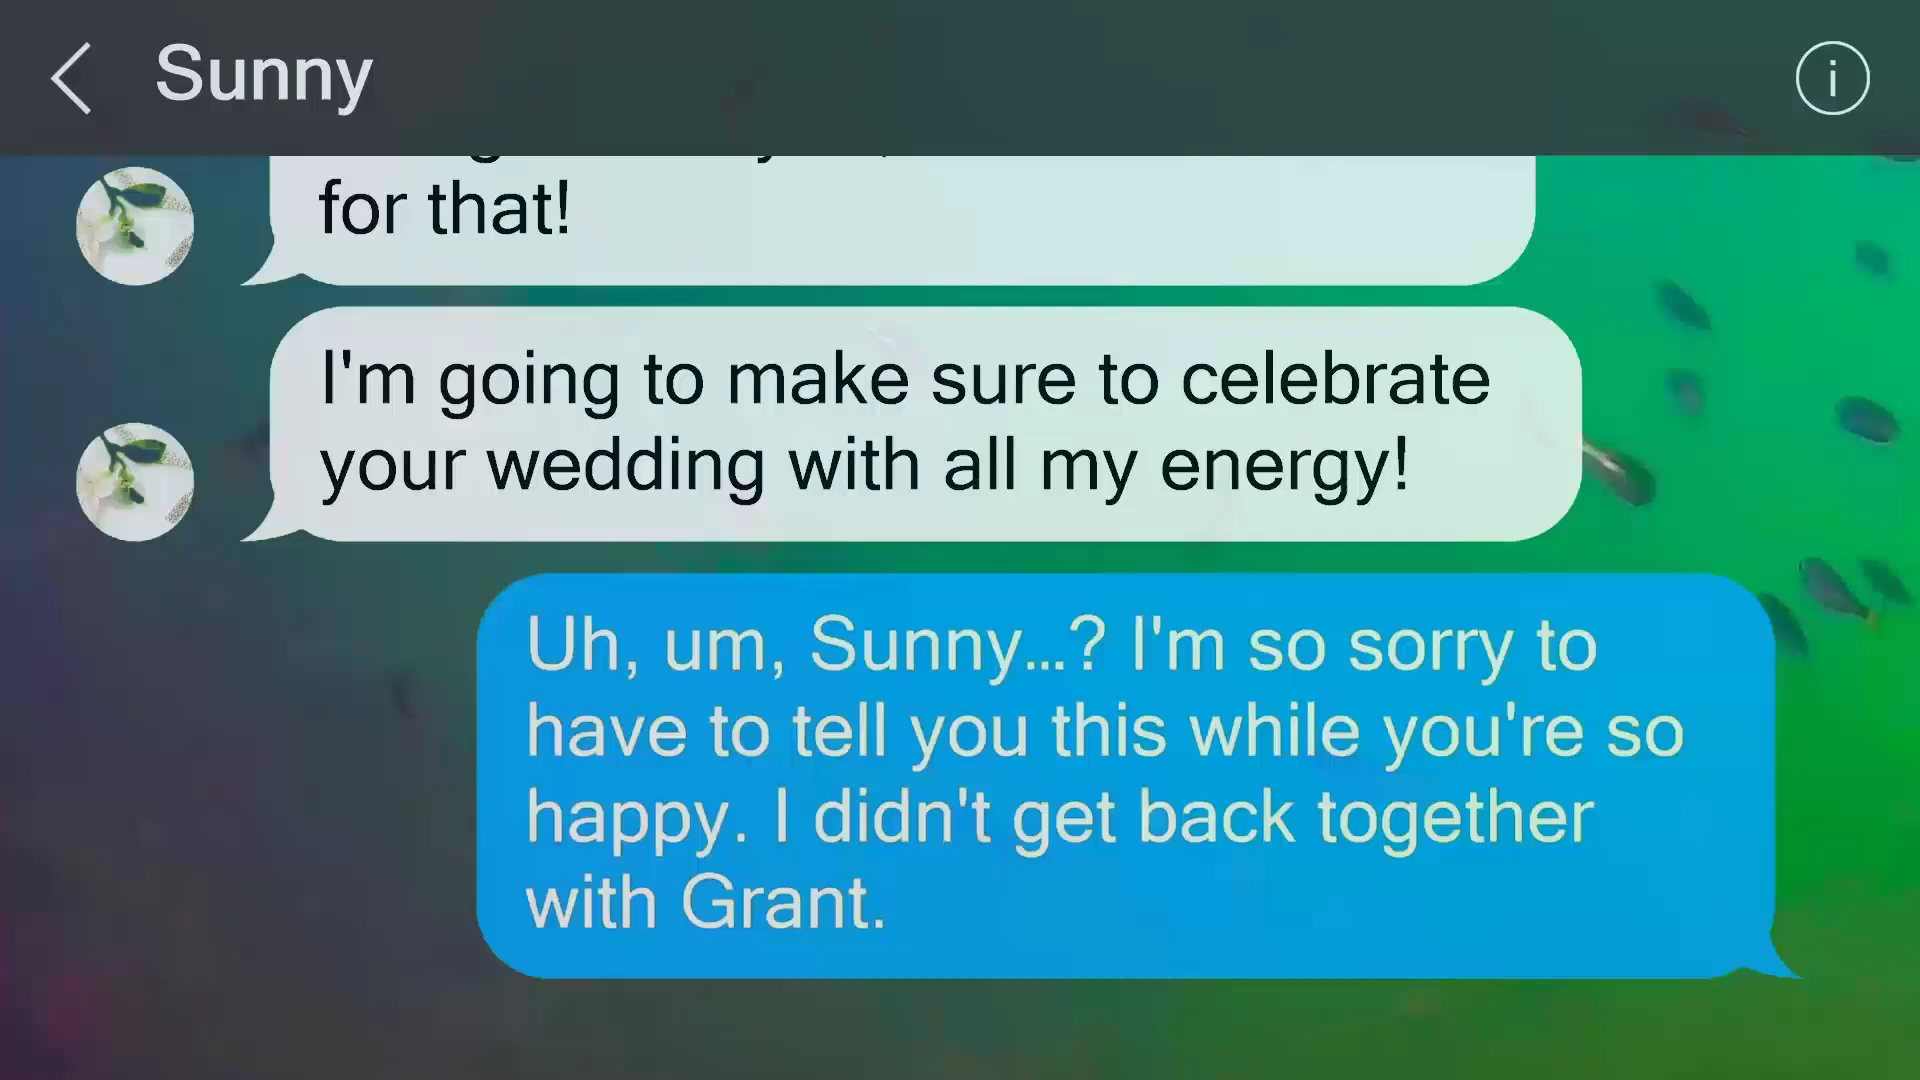 Sunny
i
for that!
I'm going to make sure to celebrate
your wedding with all my energy!
Uh, um, Sunny...? I'm so sorry to
have to tell you this while you're so
happy. I didn't get back together
with Grant.